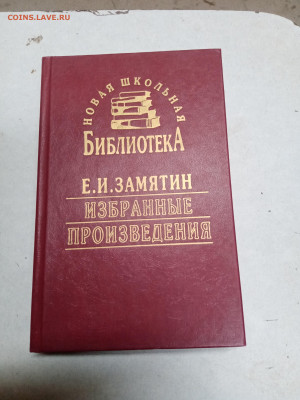 COINS.LAVE.RU
НОВАЯ ШКОЛЬНАЯ
БИБЛИОТЕКА
Е.И.ЗАМЯТИН
ИЗБРАННЫЕ
ПРОИЗВЕДЕНИЯ